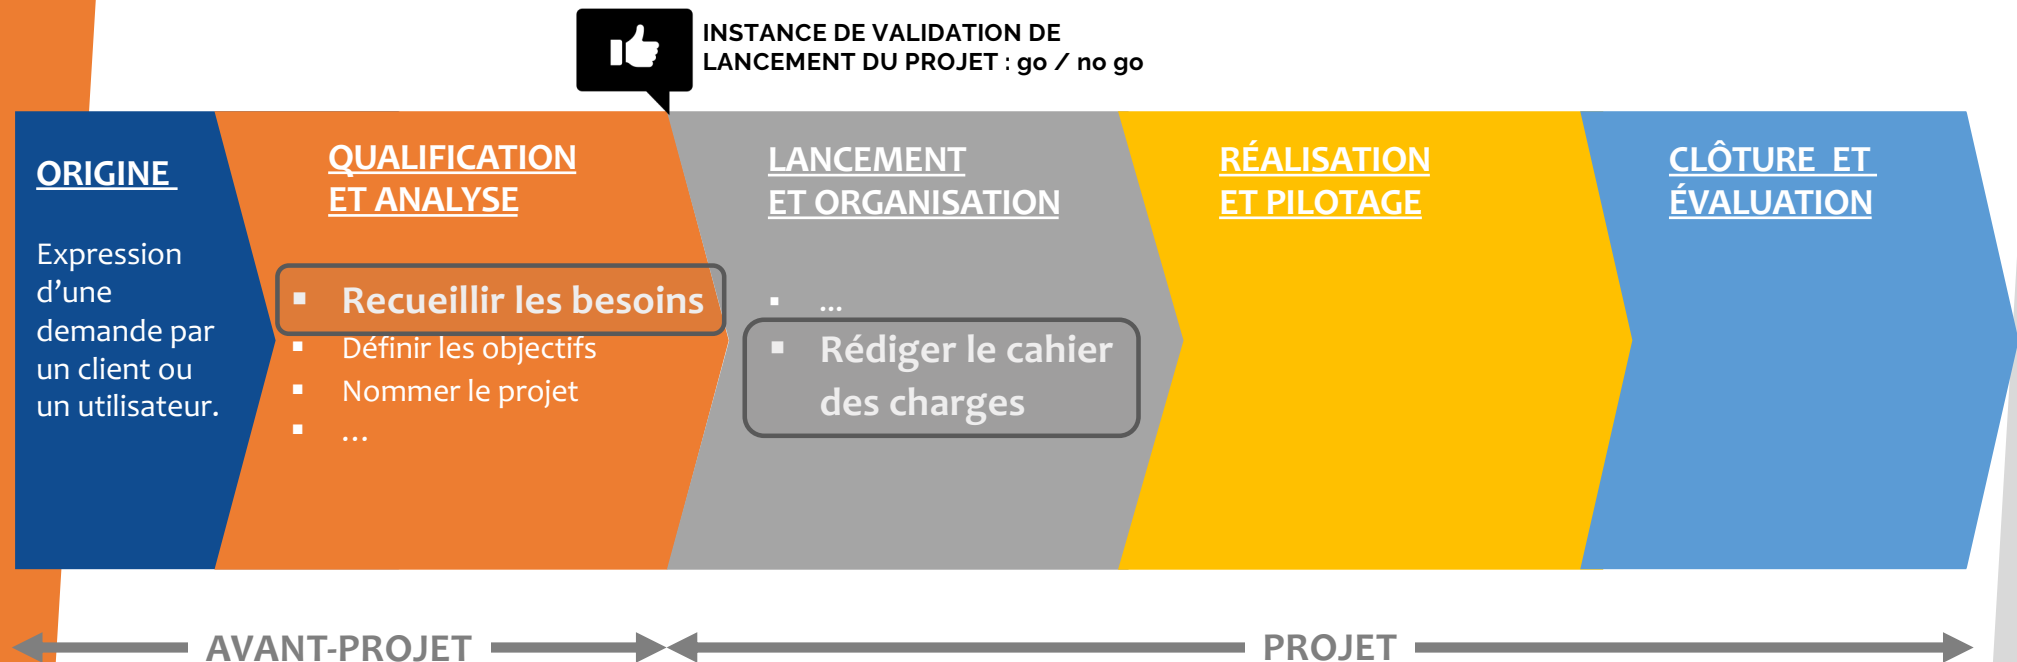 INSTANCE DE VALIDATION DE
LANCEMENT DU PROJET : go / no go
ORIGINE
Expression
d’une
demande par
un client ou
un utilisateur.
QUALIFICATION
ET ANALYSE
▪ Recueillir les besoins
▪ Définir les objectifs
▪ Nommer le projet
▪ …
LANCEMENT
ET ORGANISATION
▪ ...
▪ Rédiger le cahier
des charges
RÉALISATION
ET PILOTAGE
CLÔTURE ET
ÉVALUATION
AVANT-PROJET
PROJET